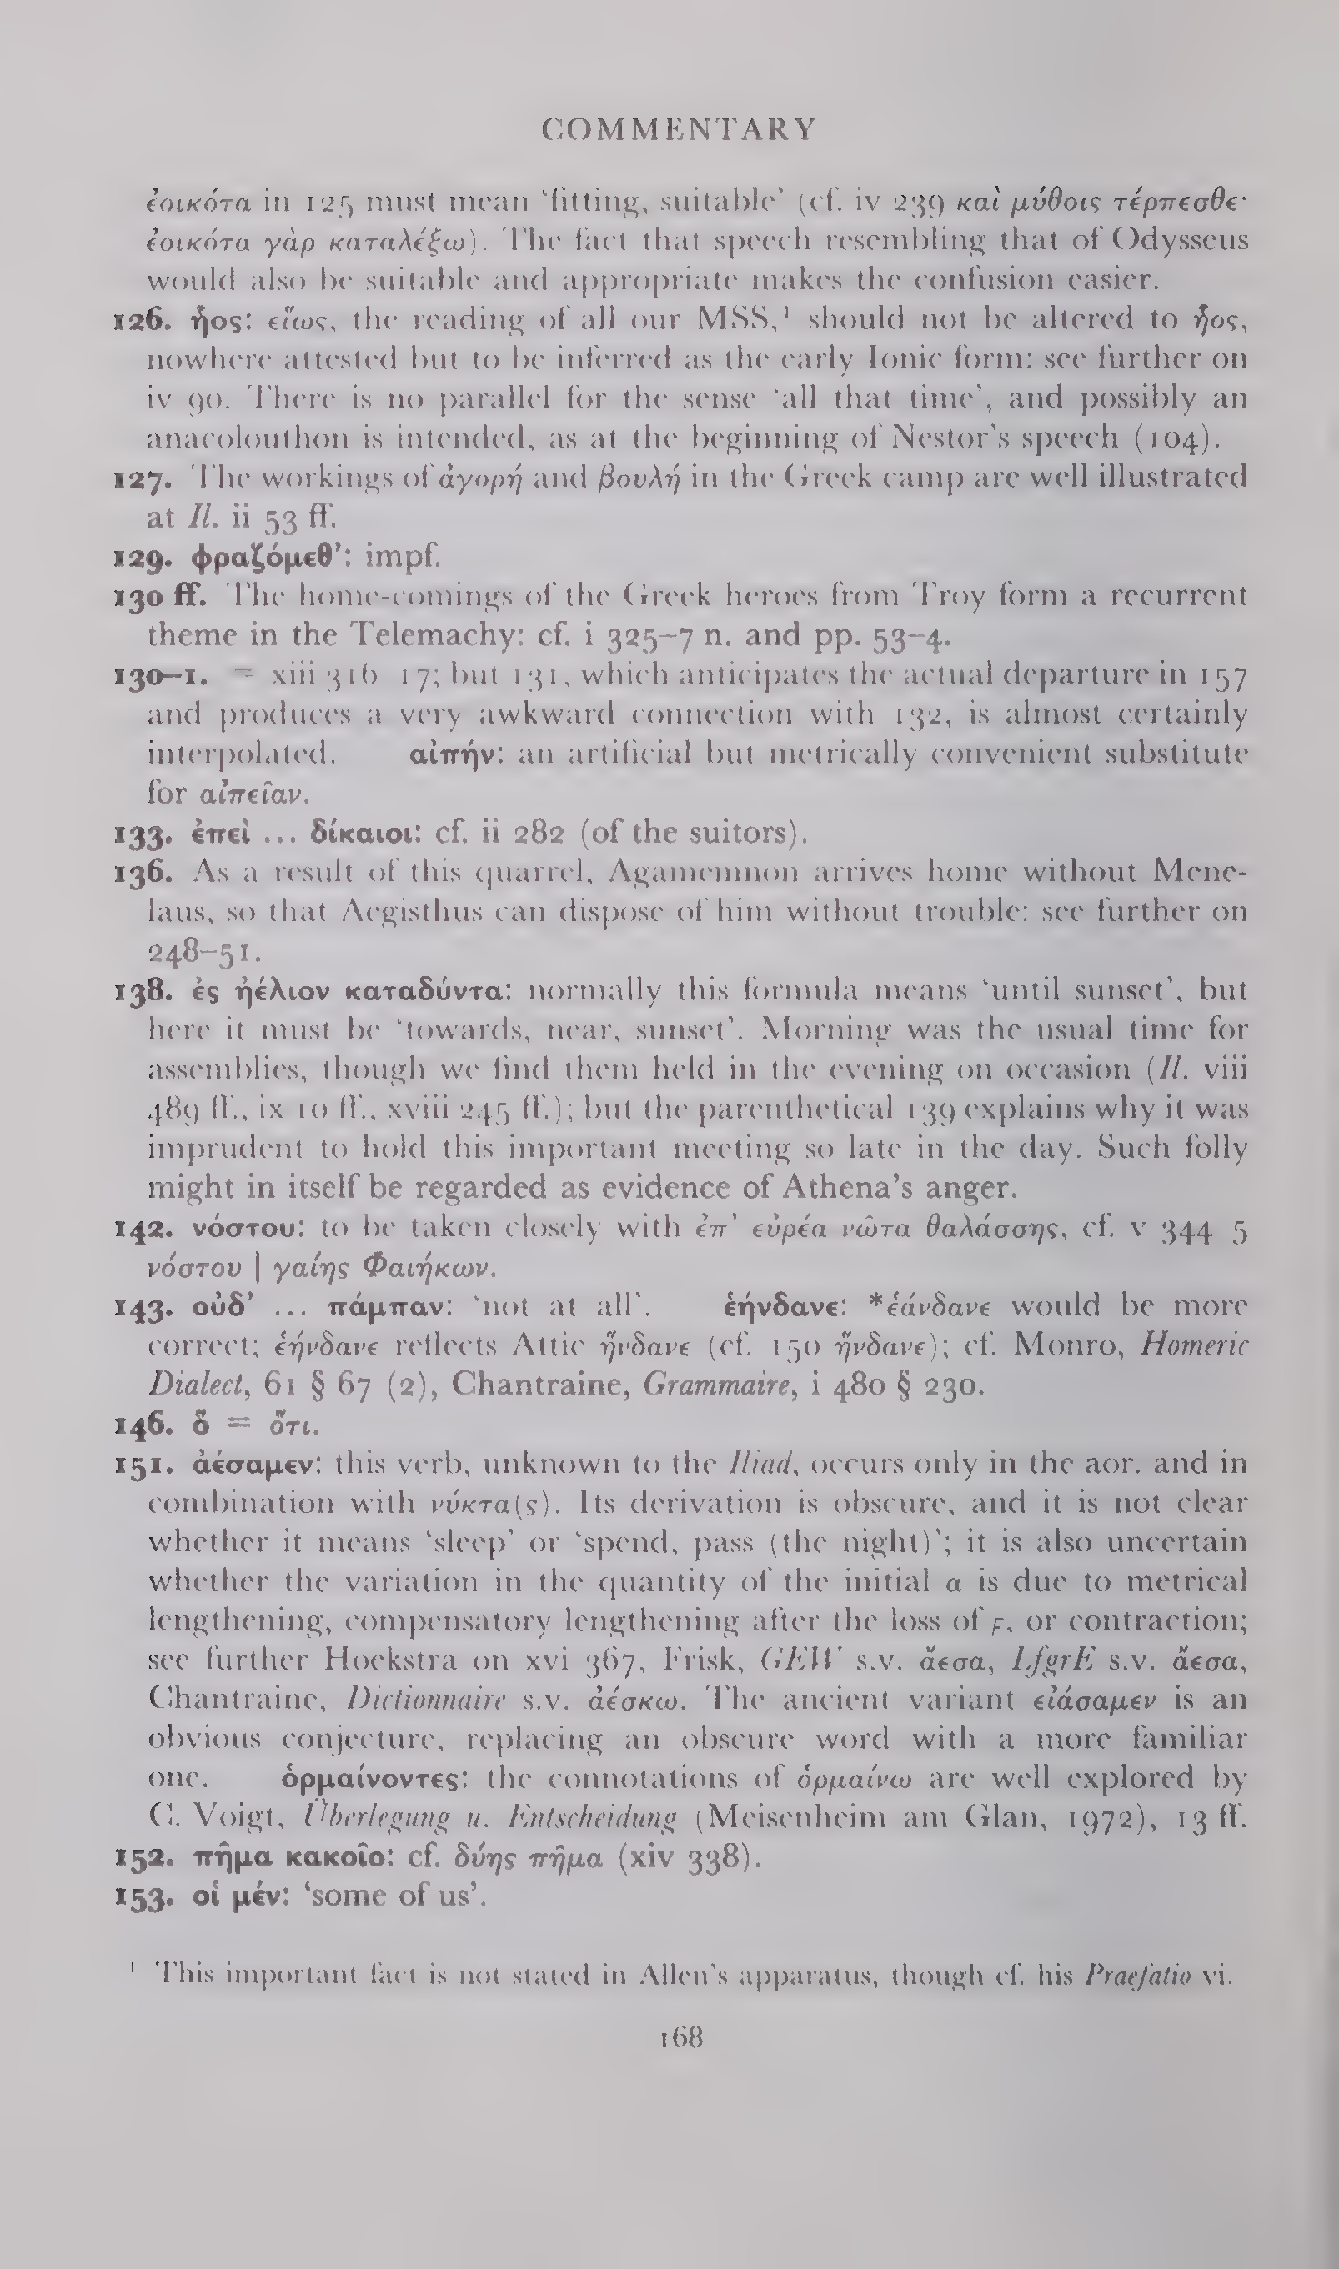 COMMENTARY
ἐοικότα in 125 must mean ‘fitting, suitable’ (cf. iv 239 καὶ μύθοις τέρπεσθε·
ἐοικότα γὰρ καταλέξω). The fact that speech resembling that of Odysseus
would also be suitable and appropriate makes the confusion easier.
126. ἧος: εἵως, the reading of all our MSS,¹ should not be altered to ἧος,
nowhere attested but to be inferred as the early Ionic form: see further on
iv 90. There is no parallel for the sense ‘all that time’, and possibly an
anacolouthon is intended, as at the beginning of Nestor’s speech (104).
127. The workings of ἀγορή and βουλή in the Greek camp are well illustrated
at Il. ii 53 ff.
129. φραζόμεθ’: impf.
130 ff. The home-comings of the Greek heroes from Troy form a recurrent
theme in the Telemachy: cf. i 325–7 n. and pp. 53–4.
130–1. = xiii 316–17; but 131, which anticipates the actual departure in 157
and produces a very awkward connection with 132, is almost certainly
interpolated. αἰπήν: an artificial but metrically convenient substitute
for αἰπεῖαν.
133. ἐπεὶ ... δίκαιοι: cf. ii 282 (of the suitors).
136. As a result of this quarrel, Agamemnon arrives home without Mene-
laus, so that Aegisthus can dispose of him without trouble: see further on
248–51.
138. ἐς ἠέλιον καταδύντα: normally this formula means ‘until sunset’, but
here it must be ‘towards, near, sunset’. Morning was the usual time for
assemblies, though we find them held in the evening on occasion (Il. viii
489 ff., ix 10 ff., xviii 245 ff.); but the parenthetical 139 explains why it was
imprudent to hold this important meeting so late in the day. Such folly
might in itself be regarded as evidence of Athena’s anger.
142. νόστου: to be taken closely with ἐπ’ εὐρέα νῶτα θαλάσσης, cf. v 344–5
νόστου | γαίης Φαιήκων.
143. οὐδ’ ... πάμπαν: ‘not at all’. ἑήνδανε: *ἑάνδανε would be more
correct; ἑήνδανε reflects Attic ἥνδανε (cf. 150 ἥνδανε); cf. Monro, Homeric
Dialect, 61 § 67 (2), Chantraine, Grammaire, i 480 § 230.
146. ὅ = ὅτι.
151. ἀέσαμεν: this verb, unknown to the Iliad, occurs only in the aor. and in
combination with νύκτα(ς). Its derivation is obscure, and it is not clear
whether it means ‘sleep’ or ‘spend, pass (the night)’; it is also uncertain
whether the variation in the quantity of the initial α is due to metrical
lengthening, compensatory lengthening after the loss of ϝ, or contraction;
see further Hoekstra on xvi 367, Frisk, GEW s.v. ἄεσα, LfgrE s.v. ἄεσα,
Chantraine, Dictionnaire s.v. ἀέσκω. The ancient variant εἰάσαμεν is an
obvious conjecture, replacing an obscure word with a more familiar
one. ὁρμαίνοντες: the connotations of ὁρμαίνω are well explored by
C. Voigt, Überlegung u. Entscheidung (Meisenheim am Glan, 1972), 13 ff.
152. πῆμα κακοῖο: cf. δύης πῆμα (xiv 338).
153. οἱ μέν: ‘some of us’.
¹ This important fact is not stated in Allen’s apparatus, though cf. his Praefatio vi.
168